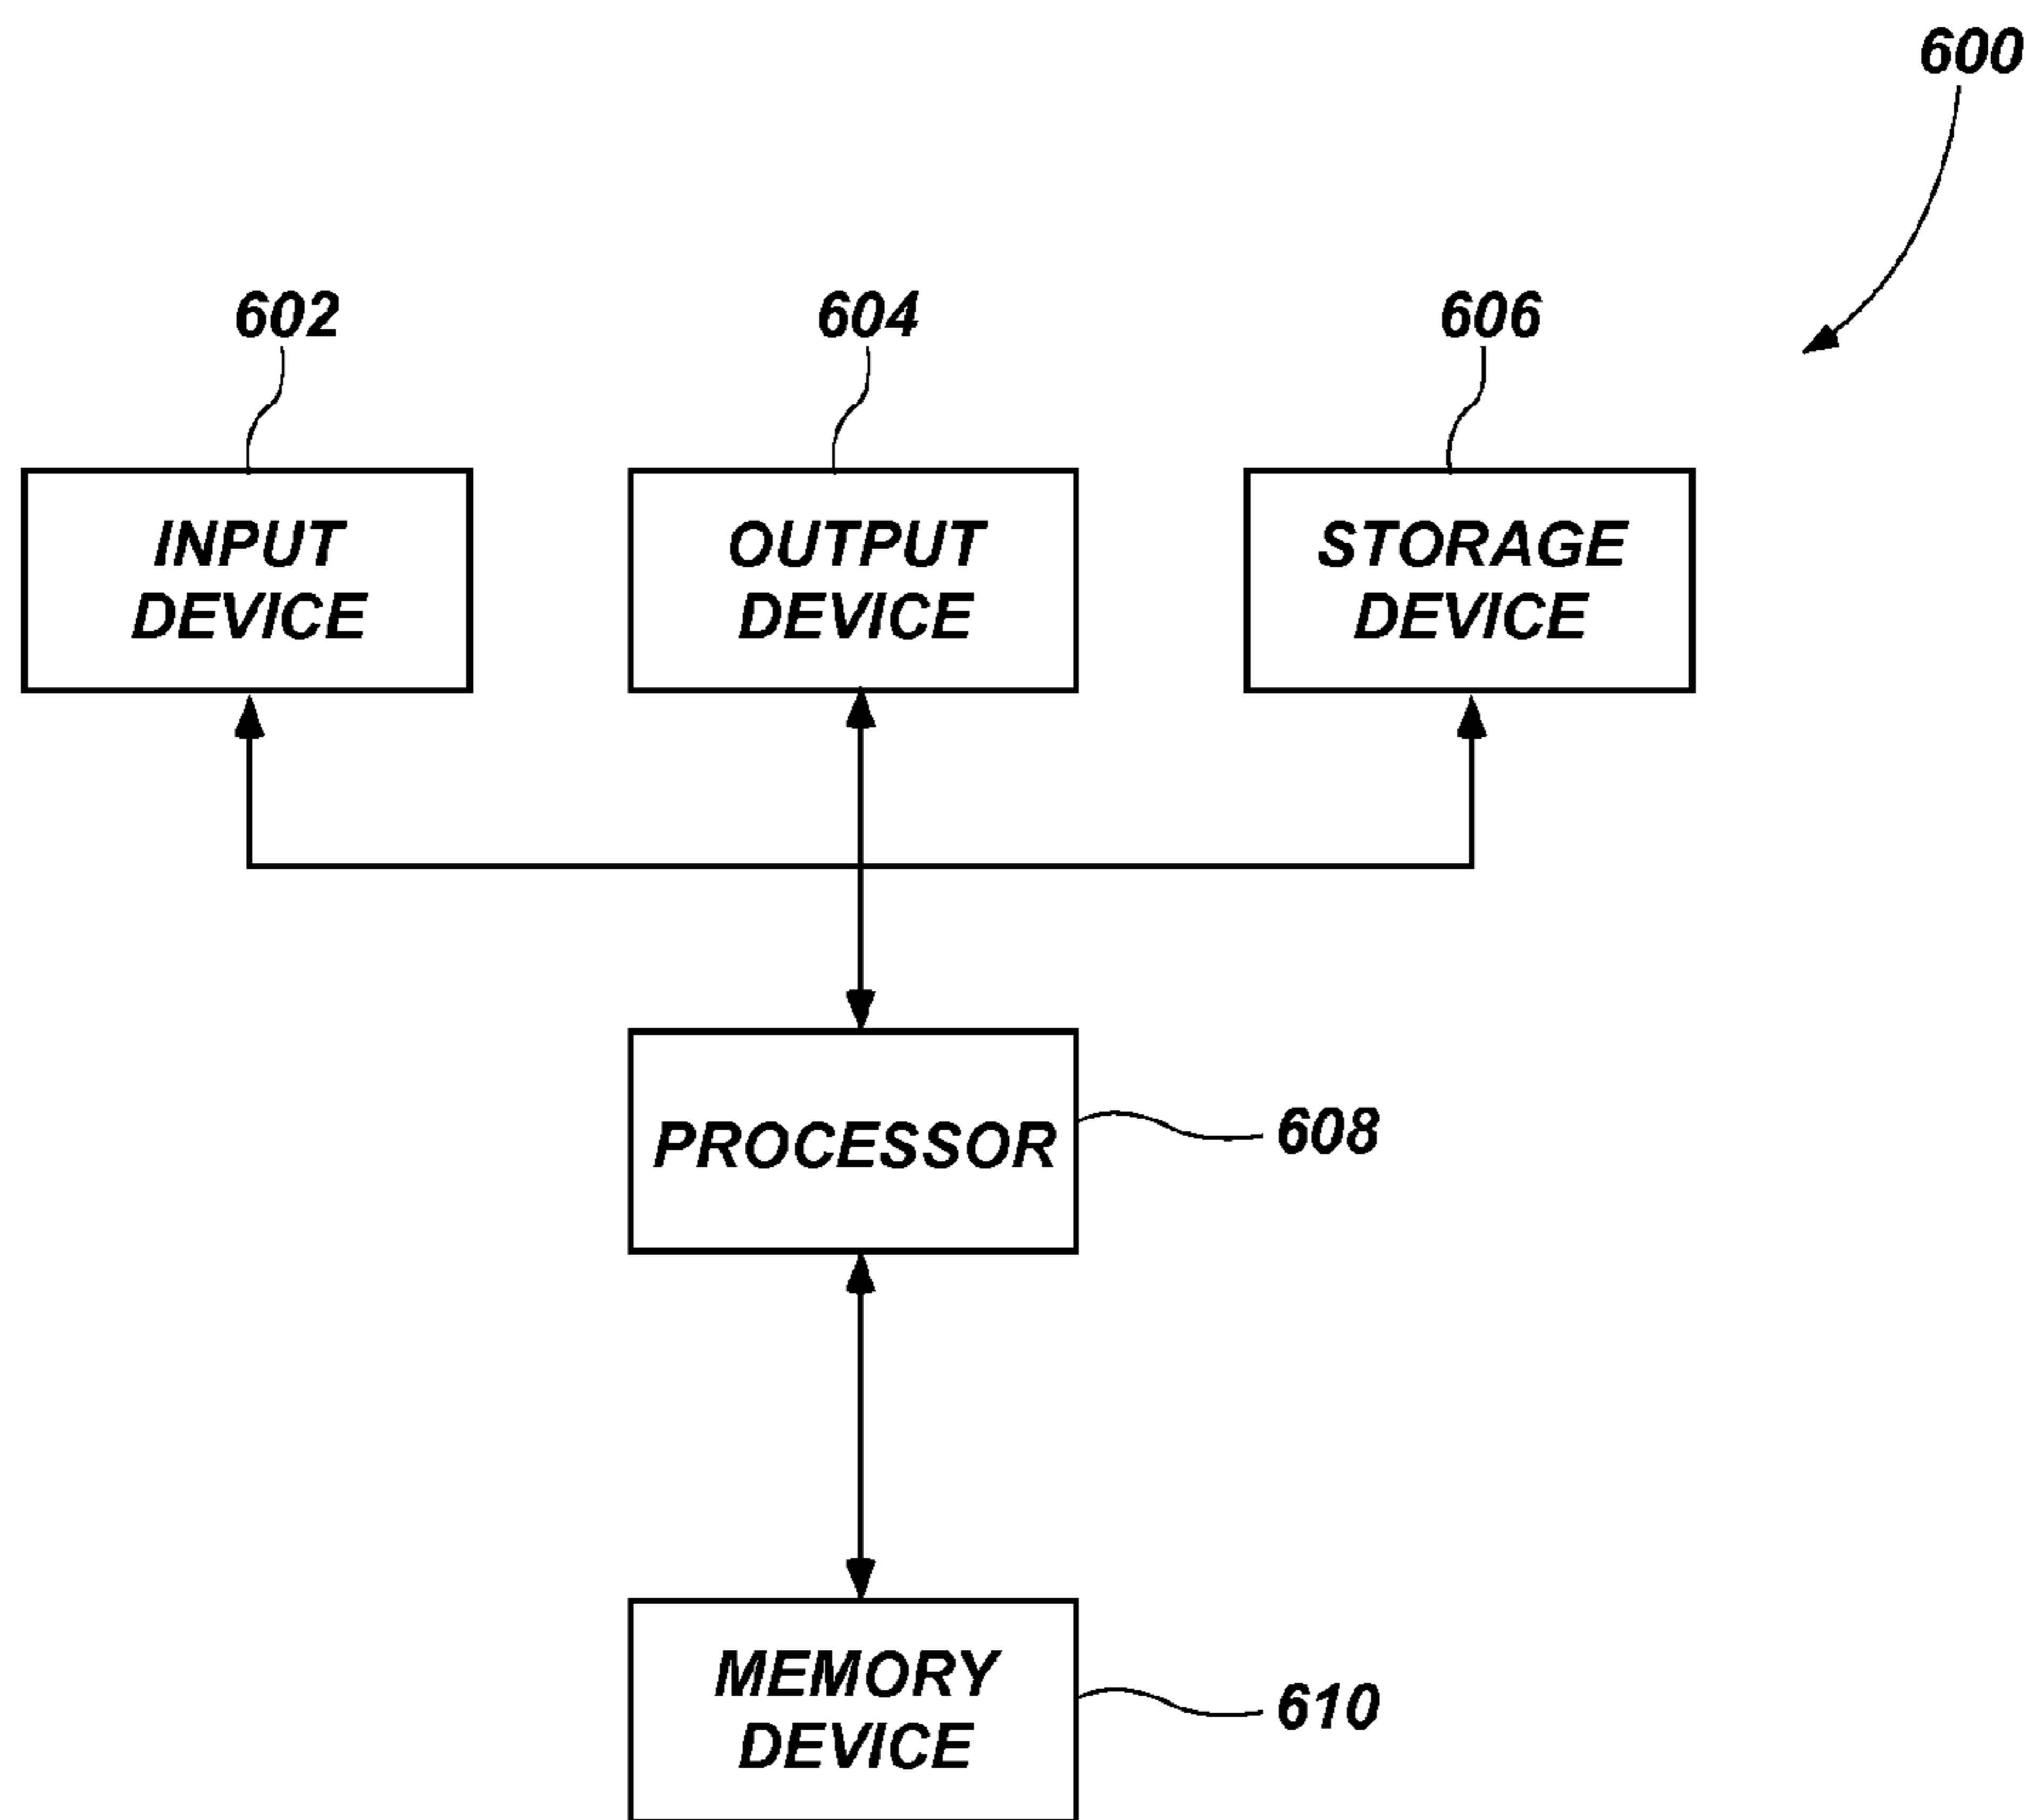 600
602
604
606
INPUT
DEVICE
OUTPUT
DEVICE
STORAGE
DEVICE
PROCESSOR
608
MEMORY
DEVICE
610